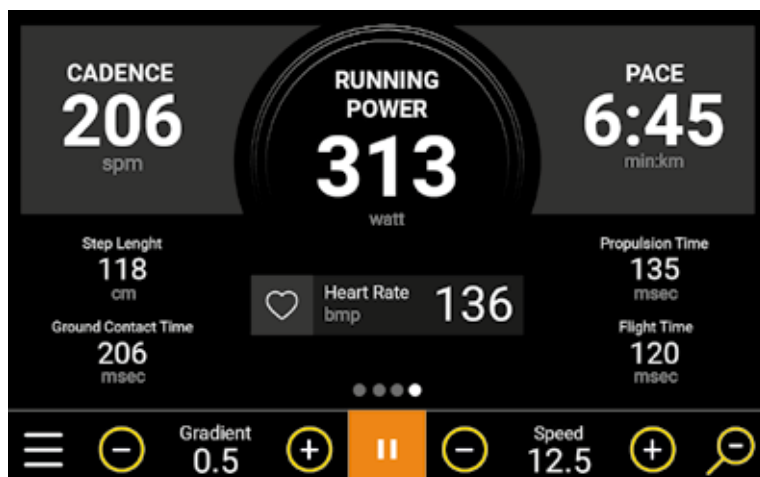 CADENCE
206
spm
RUNNING
POWER
313
watt
PACE
6:45
min:km
Step Lenght
118
cm
Ground Contact Time
206
msec
Heart Rate
bmp
136
Propulsion Time
135
msec
Flight Time
120
msec
Gradient
0.5
Speed
12.5